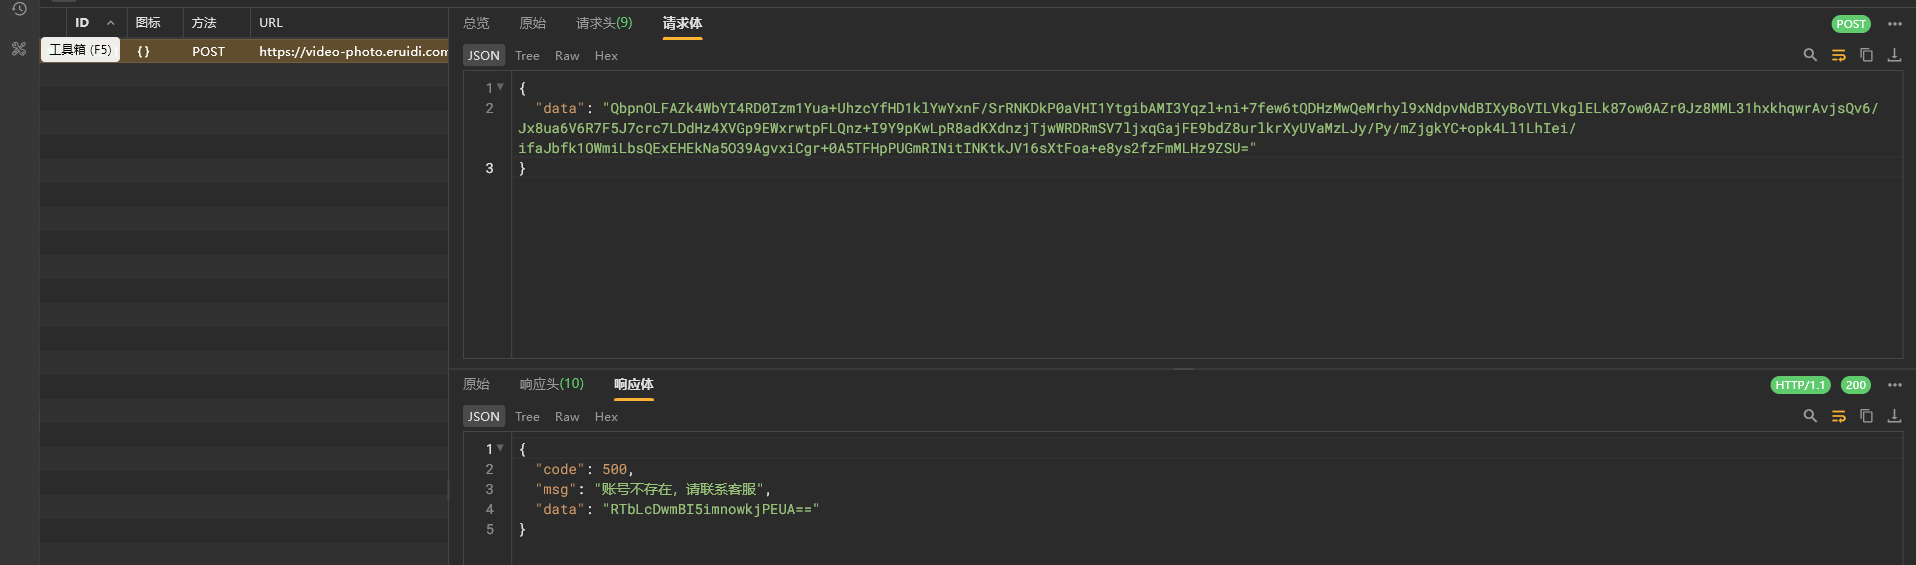 ID 图标 方法 URL
工具箱 (F5) {} POST https://video-photo.eruidi.com
总览 原始 请求头(9) 请求体 POST
JSON Tree Raw Hex
1 {
2 "data": "QbpnOLFAZk4WbYI4RD0Izm1Yua+UhzcYfHD1klYwYxnF/SrRNKDkP0aVHI1YtgibAMI3Yqzl+ni+7few6tQDHzMwQeMrhyl9xNdpvNdBIXyBoVILVkglELk87ow0AZr0Jz8MML31hxkhqwrAvjsQv6/
Jx8ua6V6R7F5J7crc7LDdHz4XVGp9EWxrwtpFLQnz+I9Y9pKwLpR8adKXdnzjTjwWRDRmSV7ljxqGajFE9bdZ8urlkrXyUVaMzLJy/Py/mZjgkYC+opk4Ll1LhIei/
ifaJbfk1OWmiLbsQExEHEkNa5O39AgvxiCgr+0A5TFHpPUGmRINitINKtkJV16sXtFoa+e8ys2fzFmMLHz9ZSU="
3 }
原始 响应头(10) 响应体 HTTP/1.1 200
JSON Tree Raw Hex
1 {
2 "code": 500,
3 "msg": "账号不存在, 请联系客服",
4 "data": "RTbLcDwmBI5imnowkjPEUA=="
5 }